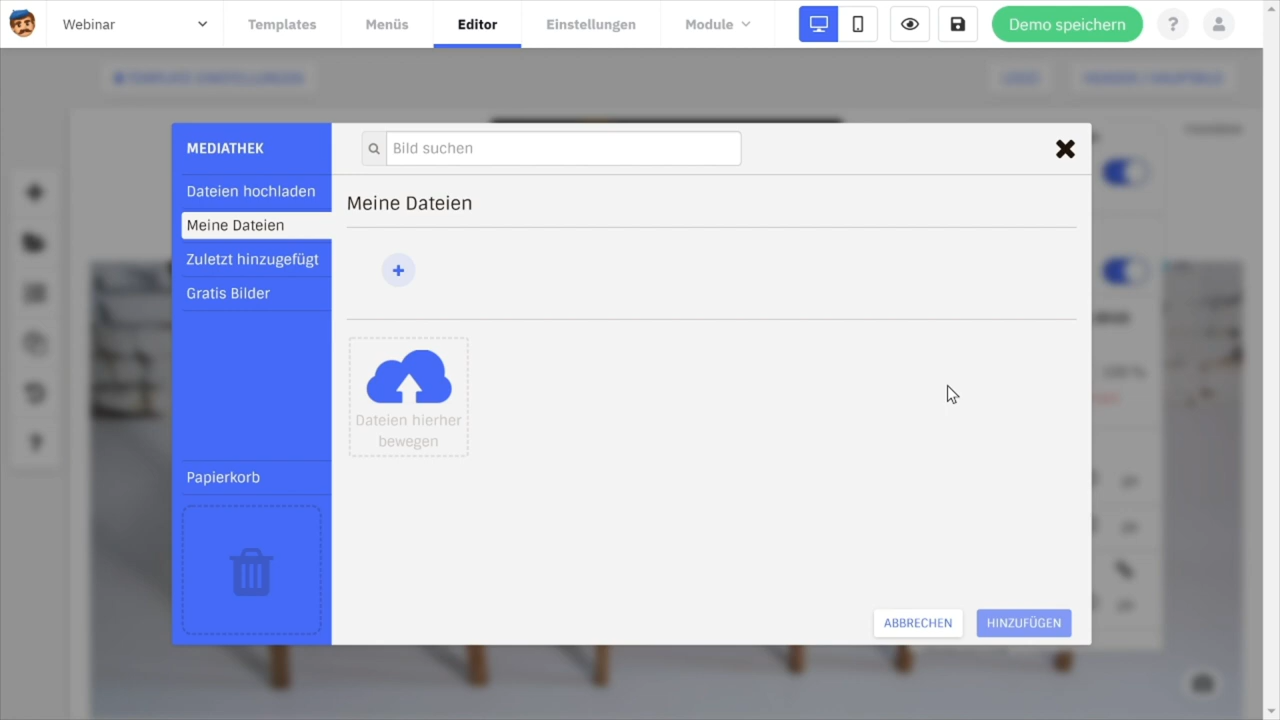 Webinar
Templates
Menüs
Editor
Einstellungen
Module
Demo speichern
?
MEDIATHEK
Bild suchen
Dateien hochladen
Meine Dateien
Zuletzt hinzugefügt
Gratis Bilder
Papierkorb
Meine Dateien
Dateien hierher
bewegen
ABBRECHEN
HINZUFÜGEN